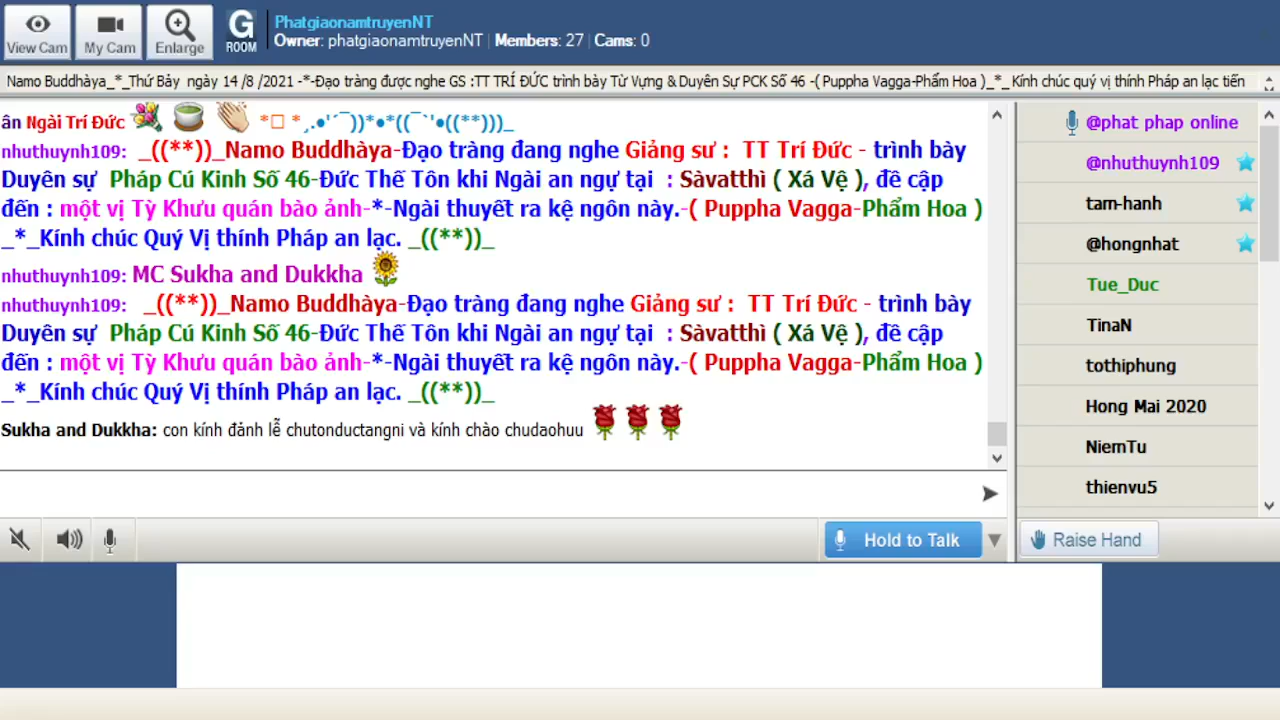 View Cam
My Cam
Enlarge
G
ROOM
PhatgiaonamtruyenNT
Owner: phatgiaonamtruyenNT | Members: 27 | Cams: 0
Namo Buddhàya_*_Thứ Bảy ngày 14 /8 /2021 -*-Đạo tràng được nghe GS :TT TRÍ ĐỨC trình bày Từ Vựng & Duyên Sự PCK Số 46 -( Puppha Vagga-Phẩm Hoa )_*_Kính chúc quý vị thính Pháp an lạc tiến
ân Ngài Trí Đức
nhuthuynh109: _((**))_Namo Buddhàya-Đạo tràng đang nghe Giảng sư : TT Trí Đức - trình bày
Duyên sự Pháp Cú Kinh Số 46-Đức Thế Tôn khi Ngài an ngự tại : Sàvatthì ( Xá Vệ ), đề cập
đến : một vị Tỳ Khưu quán bào ảnh-*-Ngài thuyết ra kệ ngôn này.-( Puppha Vagga-Phẩm Hoa )
_*_Kính chúc Quý Vị thính Pháp an lạc. _((**))_
nhuthuynh109: MC Sukha and Dukkha
nhuthuynh109: _((**))_Namo Buddhàya-Đạo tràng đang nghe Giảng sư : TT Trí Đức - trình bày
Duyên sự Pháp Cú Kinh Số 46-Đức Thế Tôn khi Ngài an ngự tại : Sàvatthì ( Xá Vệ ), đề cập
đến : một vị Tỳ Khưu quán bào ảnh-*-Ngài thuyết ra kệ ngôn này.-( Puppha Vagga-Phẩm Hoa )
_*_Kính chúc Quý Vị thính Pháp an lạc. _((**))_
Sukha and Dukkha: con kính đảnh lễ chutonductangni và kính chào chudaohuu
@phat phap online
@nhuthuynh109
tam-hanh
@hongnhat
Tue_Duc
TinaN
tothiphung
Hong Mai 2020
NiemTu
thienvu5
Hold to Talk
Raise Hand